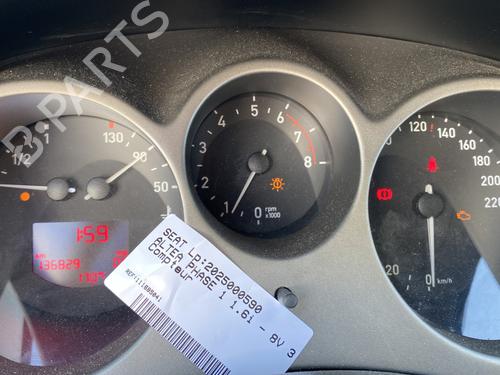 1/2
1
130
90
50
km
1:59
136829
1 2 3 4 5 6 7 8
0 rpm x1000
120 140
180
200
220
20
0 km/h
SEAT Lp:2025000590
ALTEA PHASE 1 1.6i - 8V 3
Compteur